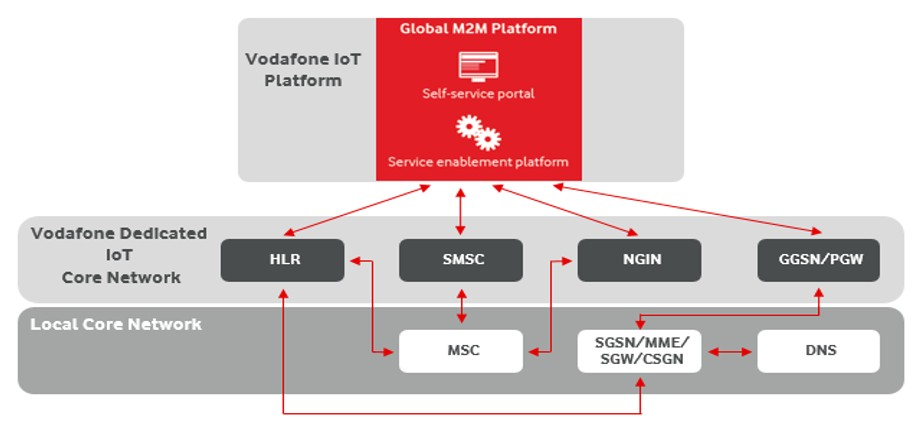 Global M2M Platform
Vodafone IoT
Platform
Self-service portal
Service enablement platform
Vodafone Dedicated
IoT
Core Network
HLR
SMSC
NGIN
GGSN/PGW
Local Core Network
MSC
SGSN/MME/
SGW/CSGN
DNS